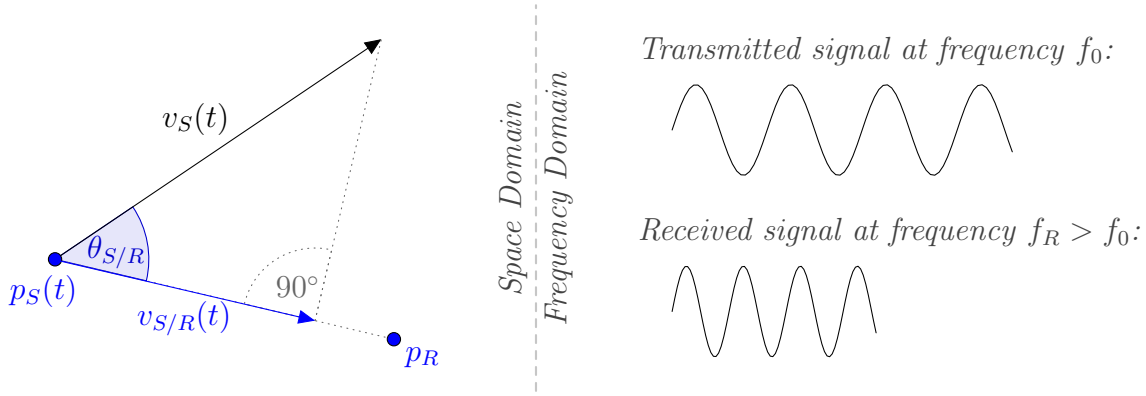 v_S(t)
θ_{S/R}
p_S(t)
v_{S/R}(t)
90°
p_R
Space Domain
Frequency Domain
Transmitted signal at frequency f_0:
Received signal at frequency f_R > f_0: